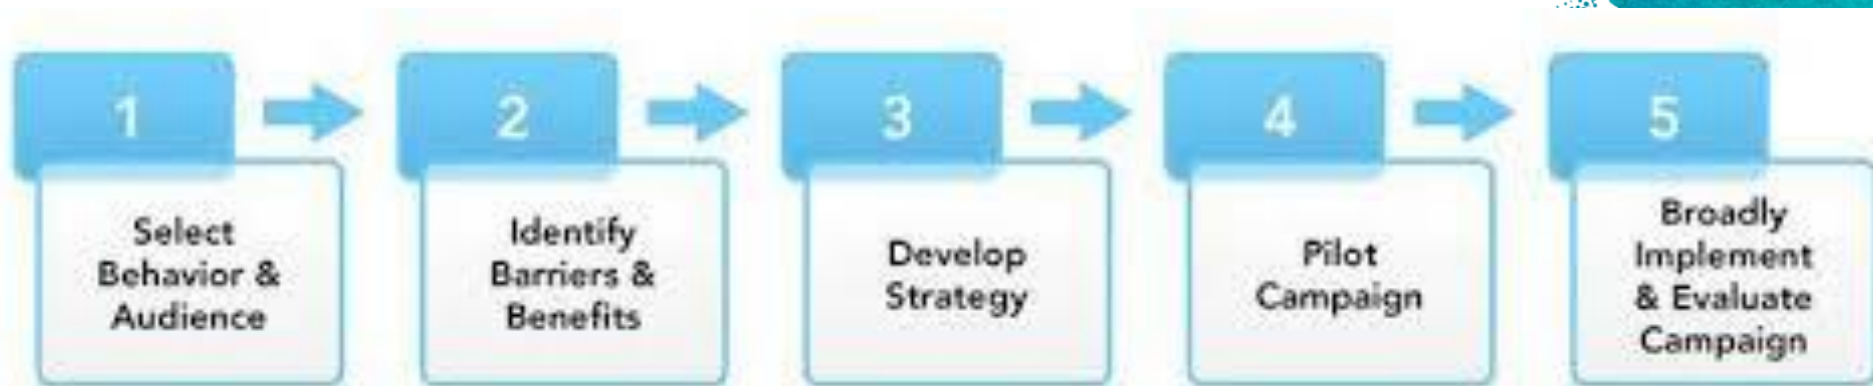 1
Select
Behavior &
Audience
2
Identify
Barriers &
Benefits
3
Develop
Strategy
4
Pilot
Campaign
5
Broadly
Implement
& Evaluate
Campaign